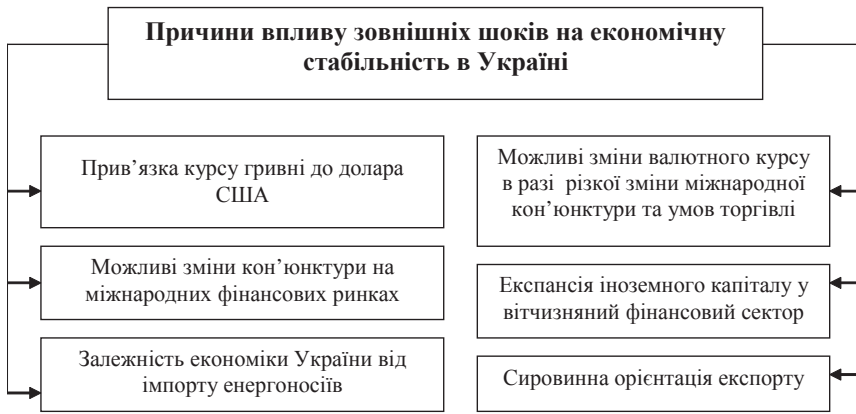 Причини впливу зовнішніх шоків на економічну
стабільність в Україні
Прив’язка курсу гривні до долара
США
Можливі зміни кон’юнктури на
міжнародних фінансових ринках
Залежність економіки України від
імпорту енергоносіїв
Можливі зміни валютного курсу
в разі різкої зміни міжнародної
кон’юнктури та умов торгівлі
Експансія іноземного капіталу у
вітчизняний фінансовий сектор
Сировинна орієнтація експорту